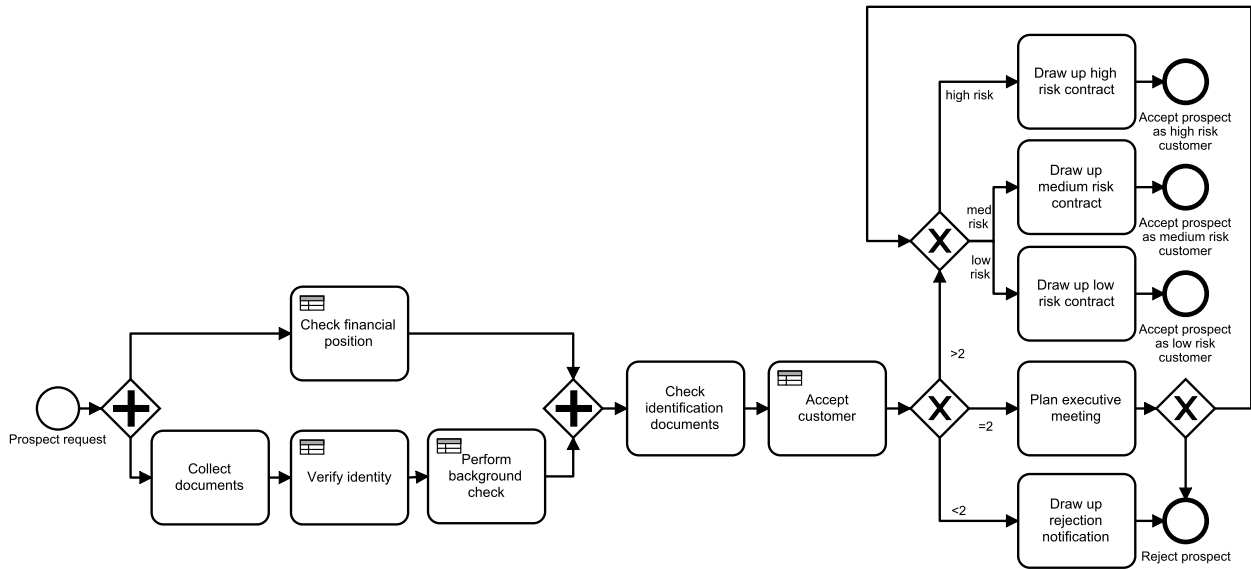 Draw up high
risk contract
high risk
Accept prospect
as high risk
customer
Draw up
medium risk
contract
med
risk
Accept prospect
as medium risk
customer
low
risk
Draw up low
risk contract
Accept prospect
as low risk
customer
Check financial
position
>2
Prospect request
Check
identification
documents
Accept
customer
=2
Plan executive
meeting
Collect
documents
Verify identity
Perform
background
check
<2
Draw up
rejection
notification
Reject prospect